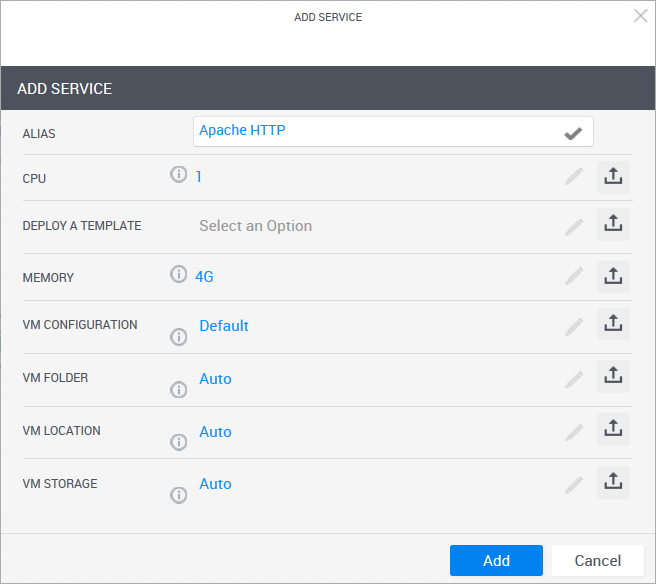 ADD SERVICE
ADD SERVICE
ALIAS Apache HTTP
CPU 1
DEPLOY A TEMPLATE Select an Option
MEMORY 4G
VM CONFIGURATION Default
VM FOLDER Auto
VM LOCATION Auto
VM STORAGE Auto
Add Cancel